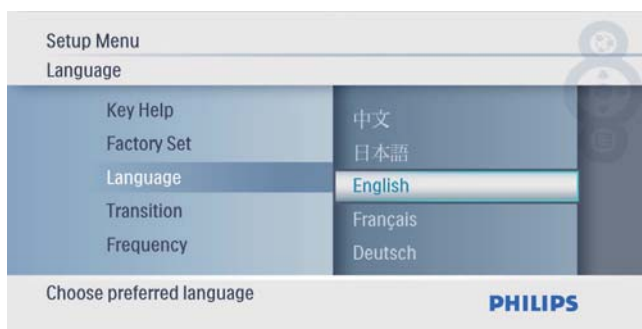 Setup Menu
Language
Key Help
Factory Set
Language
Transition
Frequency
中文
日本語
English
Français
Deutsch
Choose preferred language
PHILIPS